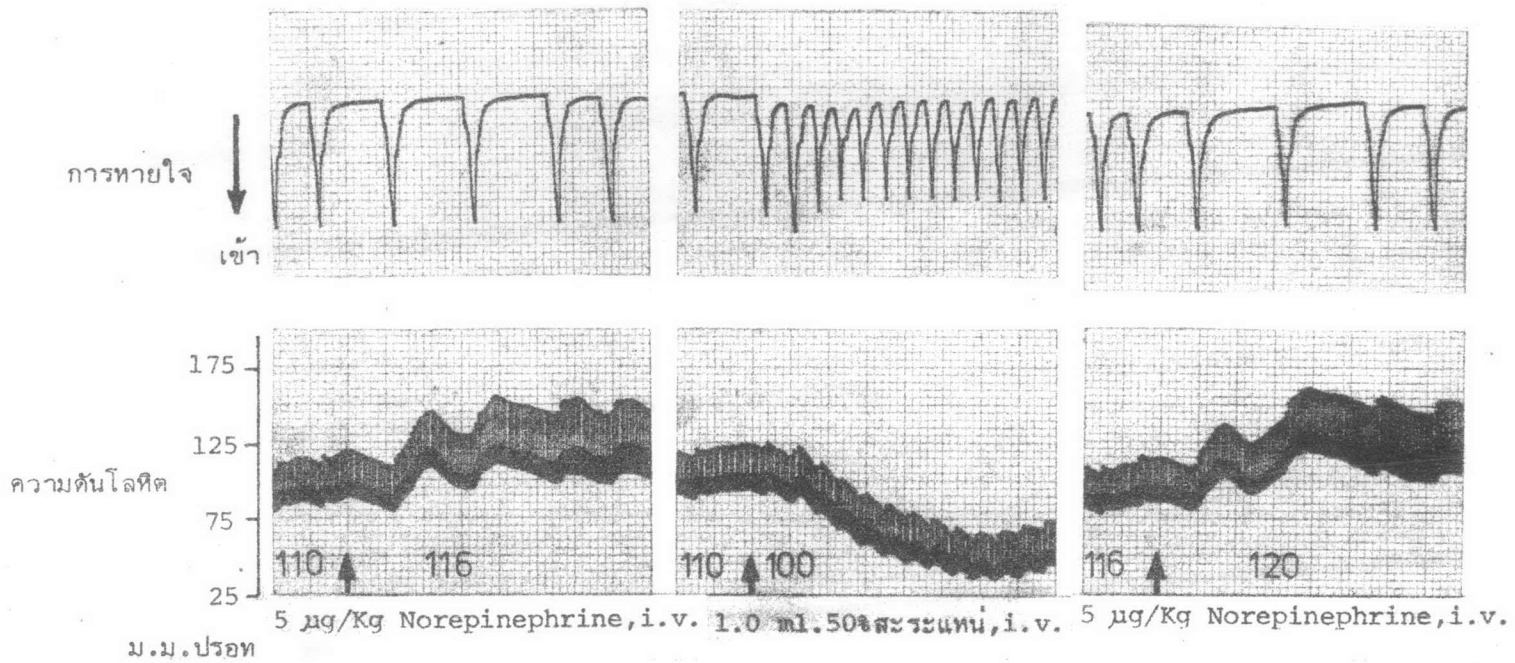 การหายใจ
เข้า
175
125
ความดันโลหิต
75
25
110 116
110 100
116 120
5 µg/Kg Norepinephrine,i.v.
1.0 ml.50%สะระแหน่,i.v.
5 µg/Kg Norepinephrine,i.v.
ม.ม.ปรอท